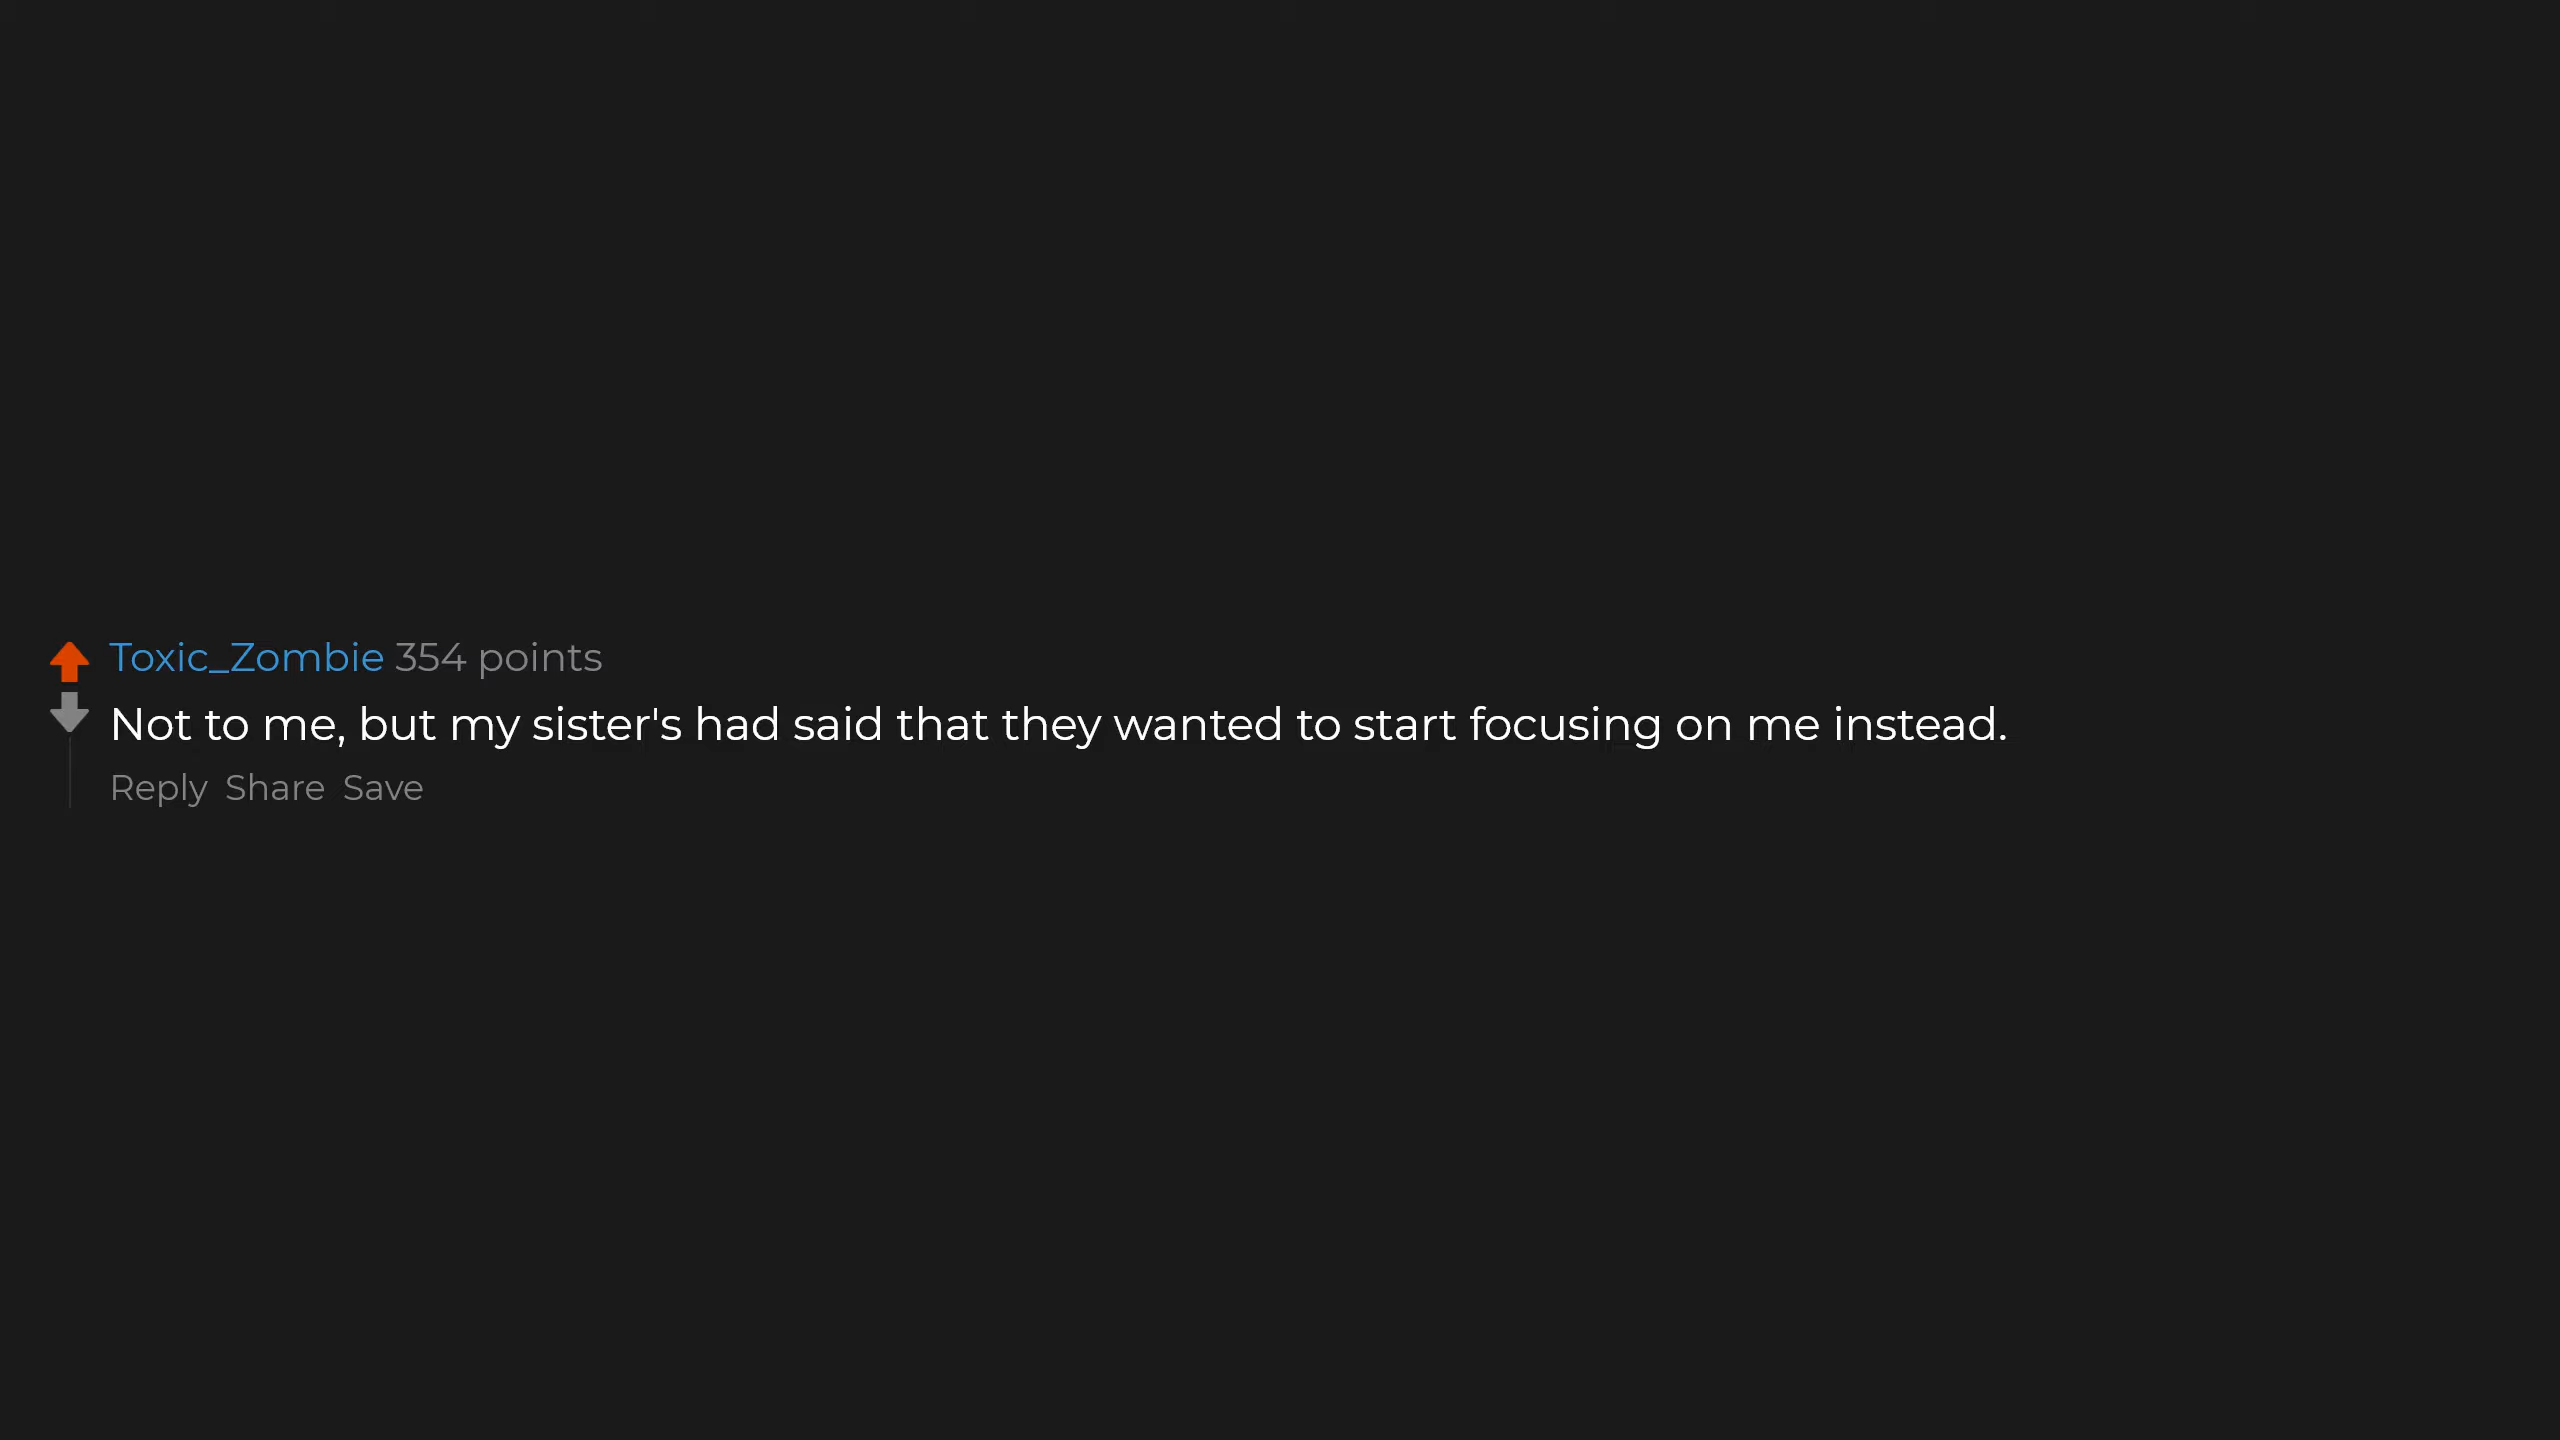 Toxic_Zombie 354 points
Not to me, but my sister's had said that they wanted to start focusing on me instead.
Reply Share Save